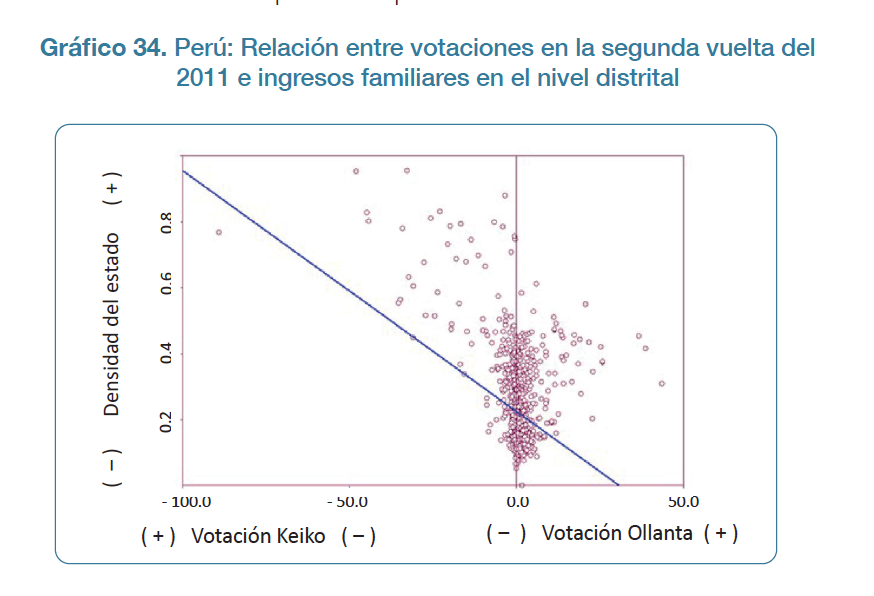 Gráfico 34. Perú: Relación entre votaciones en la segunda vuelta del
2011 e ingresos familiares en el nivel distrital
( − ) Densidad del estado ( + )
0.8
0.6
0.4
0.2
- 100.0 - 50.0 0.0 50.0
( + ) Votación Keiko ( − ) ( − ) Votación Ollanta ( + )